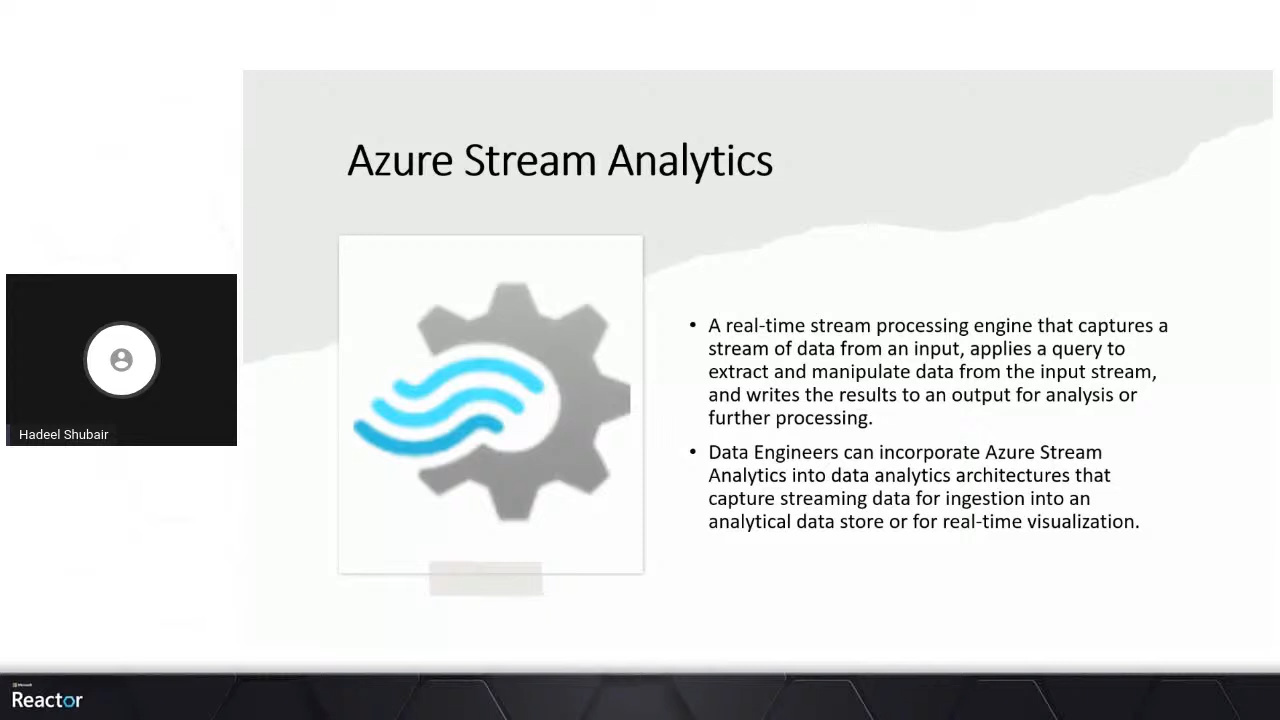 Azure Stream Analytics
• A real-time stream processing engine that captures a
stream of data from an input, applies a query to
extract and manipulate data from the input stream,
and writes the results to an output for analysis or
further processing.
• Data Engineers can incorporate Azure Stream
Analytics into data analytics architectures that
capture streaming data for ingestion into an
analytical data store or for real-time visualization.
Hadeel Shubair
Microsoft
Reactor